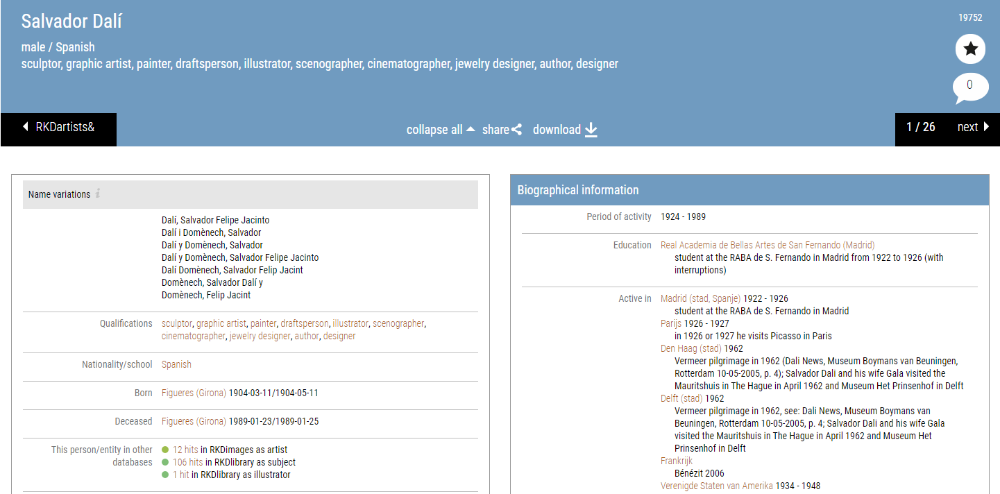 Salvador Dalí
19752
male / Spanish
sculptor, graphic artist, painter, draftsperson, illustrator, scenographer, cinematographer, jewelry designer, author, designer
0
RKDartists&
collapse all
share
download
1 / 26
next
Name variations i
Dalí, Salvador Felipe Jacinto
Dalí i Domènech, Salvador
Dalí y Domènech, Salvador
Dalí y Domènech, Salvador Felipe Jacinto
Dalí Domènech, Salvador Felip Jacint
Domènech, Salvador Dalí y
Domènech, Felip Jacint
Qualifications sculptor, graphic artist, painter, draftsperson, illustrator, scenographer,
cinematographer, jewelry designer, author, designer
Nationality/school Spanish
Born Figueres (Girona) 1904-03-11/1904-05-11
Deceased Figueres (Girona) 1989-01-23/1989-01-25
This person/entity in other 12 hits in RKDimages as artist
databases 106 hits in RKDlibrary as subject
1 hit in RKDlibrary as illustrator
Biographical information
Period of activity 1924 - 1989
Education Real Academia de Bellas Artes de San Fernando (Madrid)
student at the RABA de S. Fernando in Madrid from 1922 to 1926 (with
interruptions)
Active in Madrid (stad, Spanje) 1922 - 1926
student at the RABA de S. Fernando in Madrid
Parijs 1926 - 1927
in 1926 or 1927 he visits Picasso in Paris
Den Haag (stad) 1962
Vermeer pilgrimage in 1962 (Dali News, Museum Boymans van Beuningen,
Rotterdam 10-05-2005, p. 4); Salvador Dali and his wife Gala visited the
Mauritshuis in The Hague in April 1962 and Museum Het Prinsenhof in Delft
Delft (stad) 1962
Vermeer pilgrimage in 1962, see: Dali News, Museum Boymans van
Beuningen, Rotterdam 10-05-2005, p. 4; Salvador Dali and his wife Gala
visited the Mauritshuis in The Hague in April 1962 and Museum Het
Prinsenhof in Delft
Frankrijk
Bénézit 2006
Verenigde Staten van Amerika 1934 - 1948